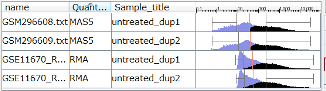 name Quant... Sample_title
GSM296608.txt MAS5 untreated_dup1
GSM296609.txt MAS5 untreated_dup2
GSE11670_R... RMA untreated_dup1
GSE11670_R... RMA untreated_dup2